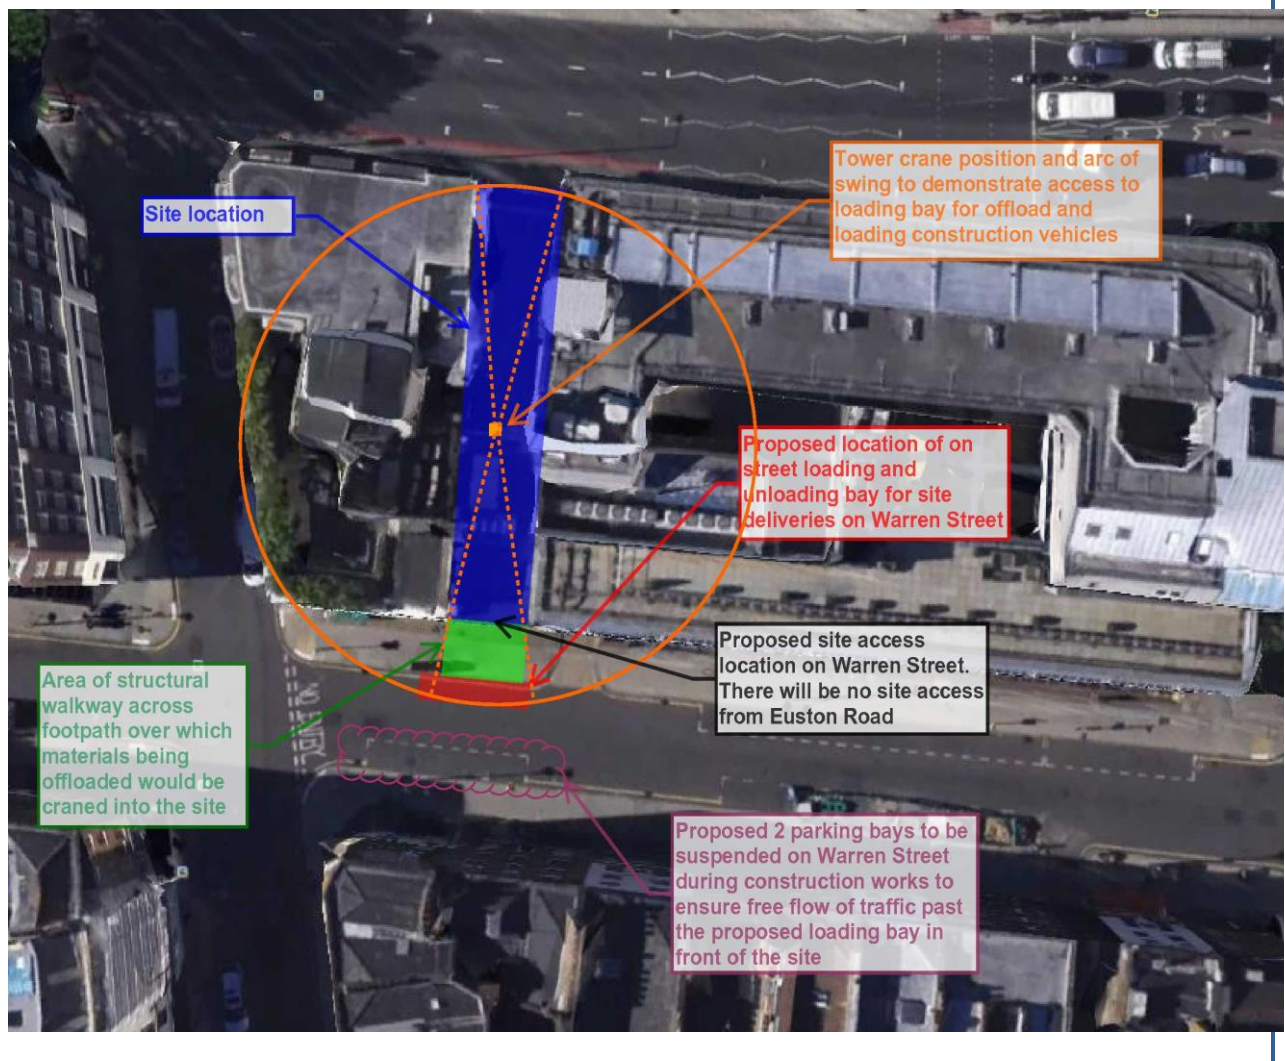 Tower crane position and arc of
swing to demonstrate access to
loading bay for offload and
loading construction vehicles
Site location
Proposed location of on
street loading and
unloading bay for site
deliveries on Warren Street
Proposed site access
location on Warren Street.
There will be no site access
from Euston Road
Area of structural
walkway across
footpath over which
materials being
offloaded would be
craned into the site
NO ENTRY
Proposed 2 parking bays to be
suspended on Warren Street
during construction works to
ensure free flow of traffic past
the proposed loading bay in
front of the site